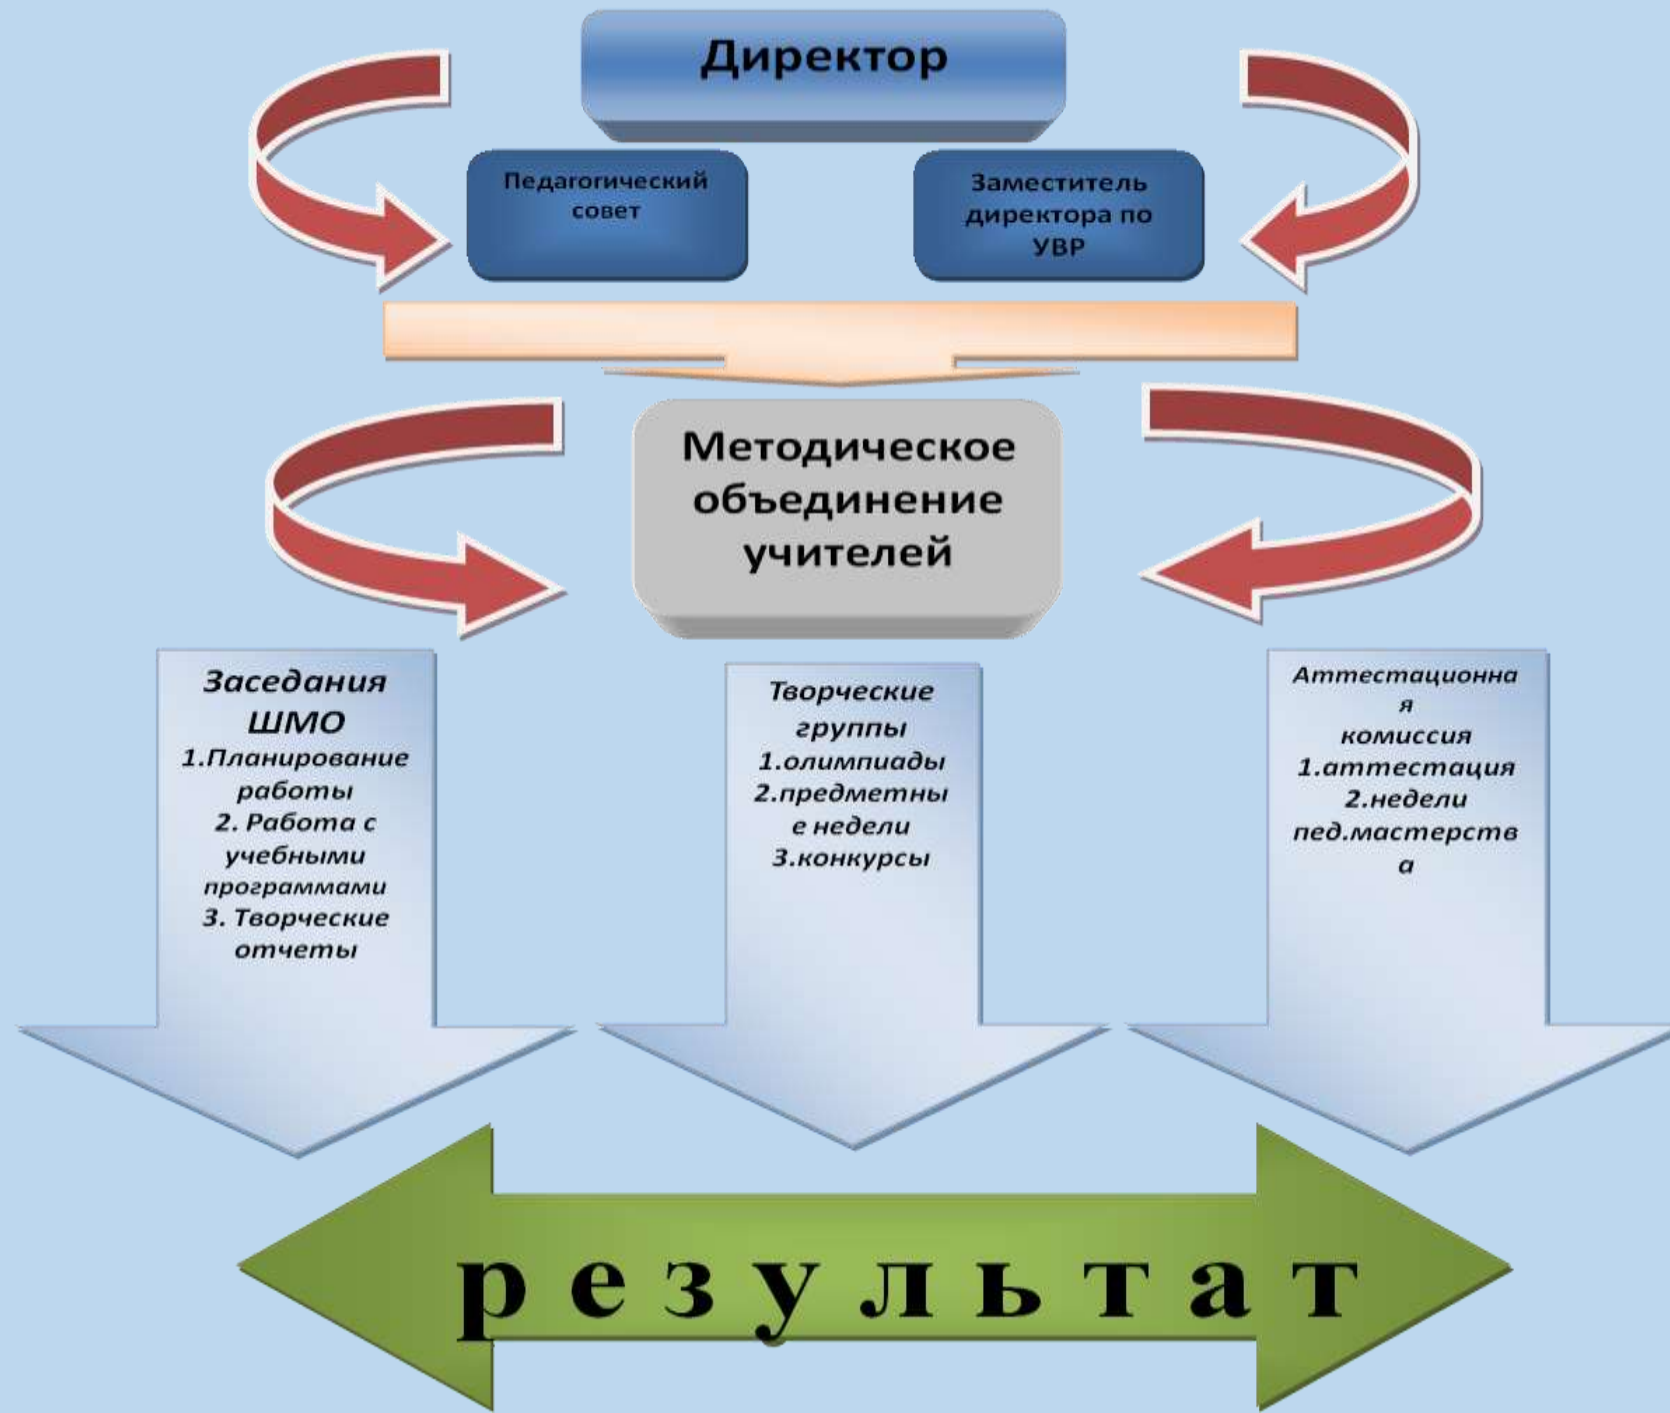 Директор
Педагогический
совет
Заместитель
директора по
УВР
Методическое
объединение
учителей
Заседания
ШМО
1.Планирование
работы
2. Работа с
учебными
программами
3. Творческие
отчеты
Творческие
группы
1.олимпиады
2.предметны
е недели
3.конкурсы
Аттестационна
я
комиссия
1.аттестация
2.недели
пед.мастерств
а
результат